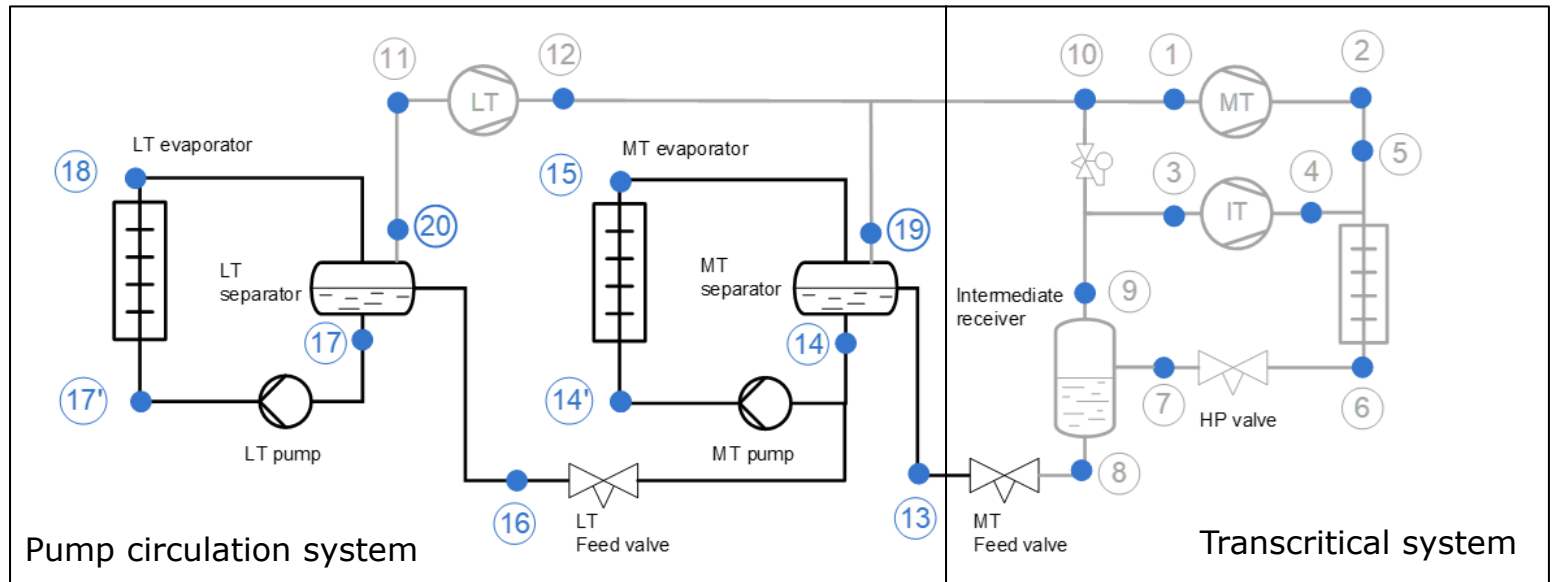 11
12
10
1
2
LT
MT
LT evaporator
MT evaporator
18
15
5
3
4
IT
20
19
LT
separator
MT
separator
Intermediate
receiver
9
17
14
17'
14'
7
6
HP valve
LT pump
MT pump
8
16
13
LT
Feed valve
MT
Feed valve
Pump circulation system
Transcritical system